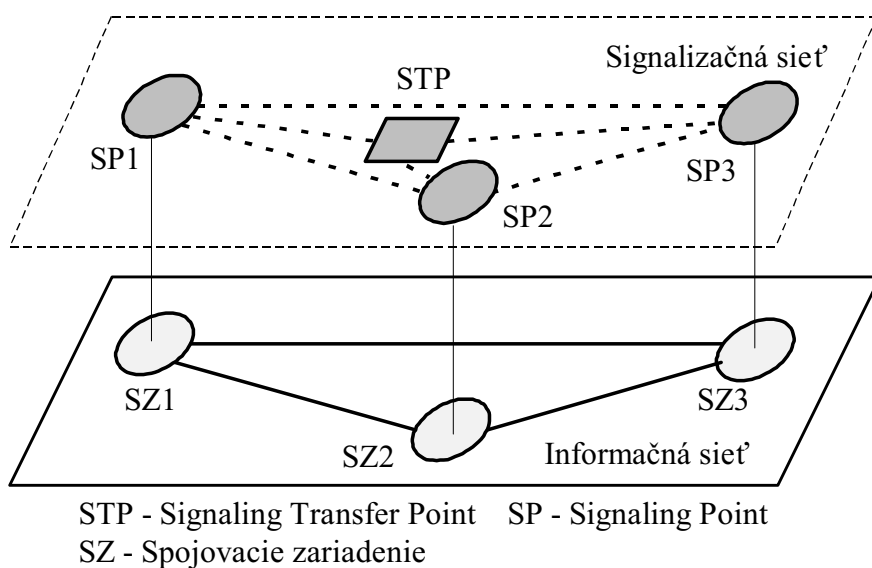 Signalizačná sieť
STP
SP1
SP3
SP2
SZ1
SZ3
SZ2
Informačná sieť
STP - Signaling Transfer Point SP - Signaling Point
SZ - Spojovacie zariadenie